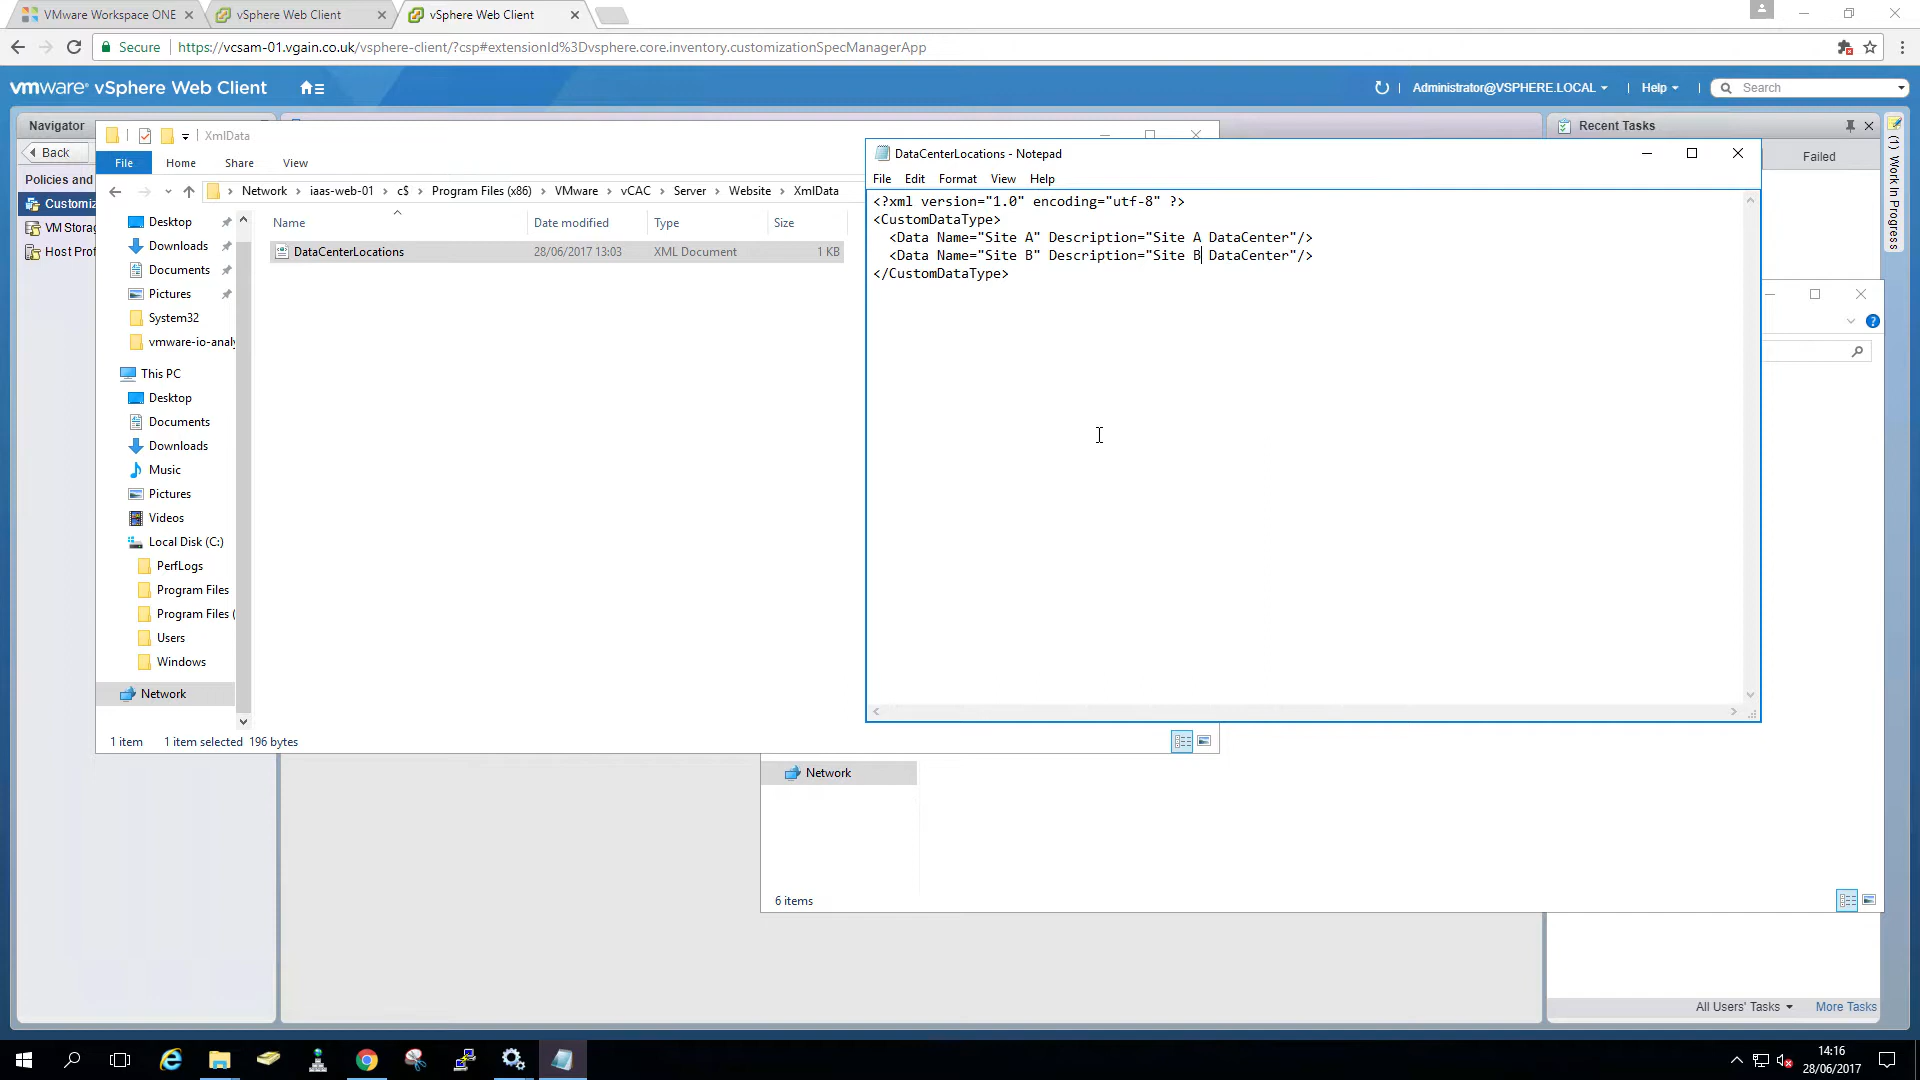 VMware Workspace ONE
vSphere Web Client
vSphere Web Client
Secure https://vcsam-01.vgain.co.uk/vsphere-client/?csp#extensionId%3Dvsphere.core.inventory.customizationSpecManagerApp
vmware® vSphere Web Client
Administrator@VSPHERE.LOCAL
Help
Search
Navigator
Back
Policies and
Customiz
VM Storag
Host Prof
XmlData
File Home Share View
Network iaas-web-01 c$ Program Files (x86) VMware vCAC Server Website XmlData
Name Date modified Type Size
DataCenterLocations 28/06/2017 13:03 XML Document 1 KB
Desktop
Downloads
Documents
Pictures
System32
vmware-io-analy
This PC
Desktop
Documents
Downloads
Music
Pictures
Videos
Local Disk (C:)
PerfLogs
Program Files
Program Files (
Users
Windows
Network
1 item 1 item selected 196 bytes
DataCenterLocations - Notepad
File Edit Format View Help
<?xml version="1.0" encoding="utf-8" ?>
<CustomDataType>
<Data Name="Site A" Description="Site A DataCenter"/>
<Data Name="Site B" Description="Site B DataCenter"/>
</CustomDataType>
Recent Tasks
Failed
(1) Work In Progress
Network
6 items
All Users' Tasks More Tasks
14:16
28/06/2017